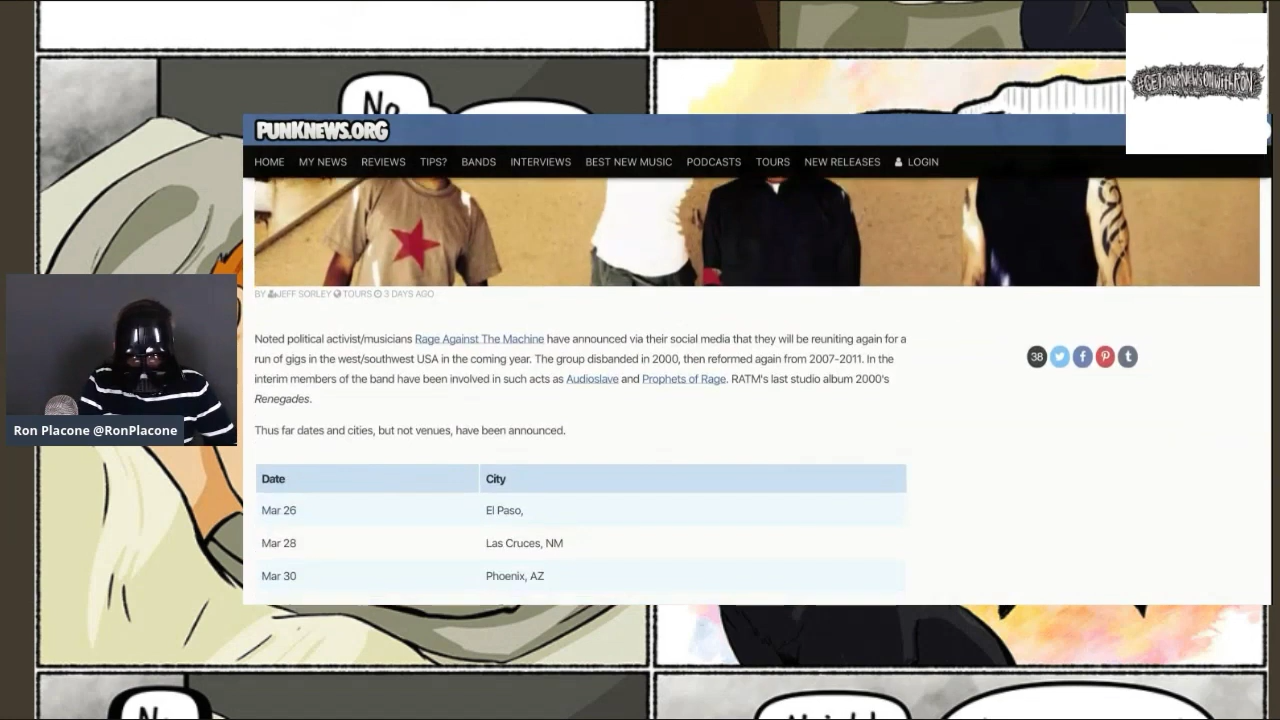 No
#GETYOURNEWSONWITHRON
PUNKNEWS.ORG
HOME MY NEWS REVIEWS TIPS? BANDS INTERVIEWS BEST NEW MUSIC PODCASTS TOURS NEW RELEASES LOGIN
BY JEFF SORLEY TOURS 3 DAYS AGO
Noted political activist/musicians Rage Against The Machine have announced via their social media that they will be reuniting again for a
run of gigs in the west/southwest USA in the coming year. The group disbanded in 2000, then reformed again from 2007-2011. In the
interim members of the band have been involved in such acts as Audioslave and Prophets of Rage. RATM's last studio album 2000's
Renegades.
38
Thus far dates and cities, but not venues, have been announced.
Ron Placone @RonPlacone
Date City
Mar 26 El Paso,
Mar 28 Las Cruces, NM
Mar 30 Phoenix, AZ